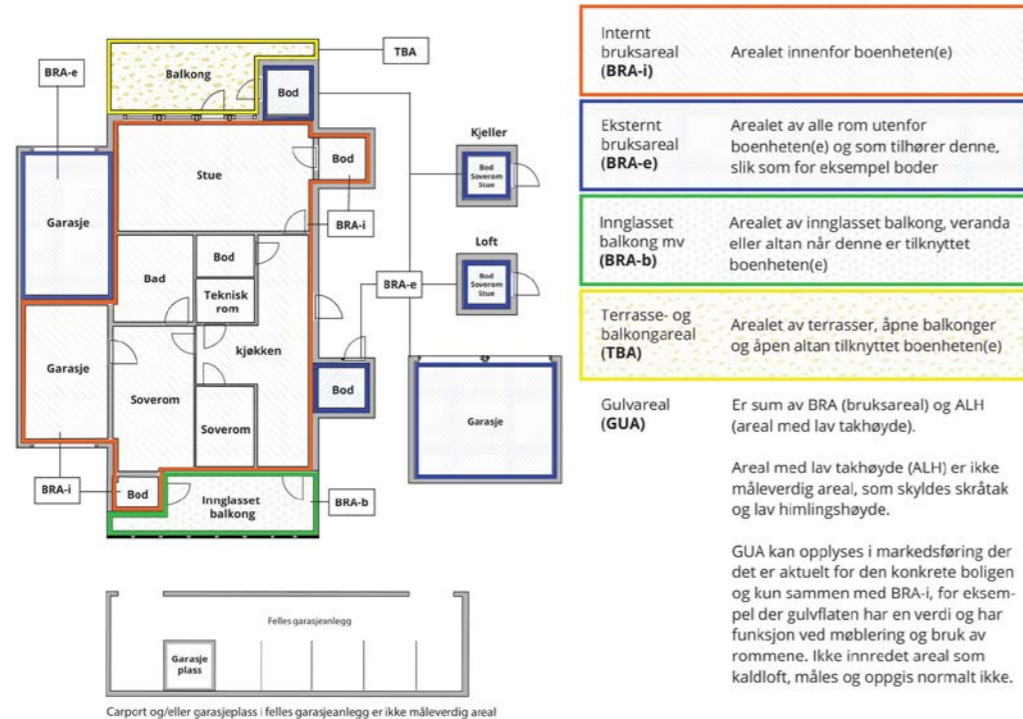 TBA
BRA-e
Balkong
Bod
Kjeller
Bod
Soverom
Stue
Stue
Bod
Garasje
BRA-i
Loft
Bod
Bad
Teknisk
rom
BRA-e
Bod
Soverom
Stue
Garasje
kjøkken
Soverom
Bod
Soverom
Garasje
BRA-i
Bod
Innglasset
balkong
BRA-b
Felles garasjeanlegg
Garasje
plass
Carport og/eller garasjeplass i felles garasjeanlegg er ikke måleverdig areal
Internt
bruksareal
(BRA-i)
Arealet innenfor boenheten(e)
Eksternt
bruksareal
(BRA-e)
Arealet av alle rom utenfor
boenheten(e) og som tilhører denne,
slik som for eksempel boder
Innglasset
balkong mv
(BRA-b)
Arealet av innglasset balkong, veranda
eller altan når denne er tilknyttet
boenheten(e)
Terrasse- og
balkongareal
(TBA)
Arealet av terrasser, åpne balkonger
og åpen altan tilknyttet boenheten(e)
Gulvareal
(GUA)
Er sum av BRA (bruksareal) og ALH
(areal med lav takhøyde).
Areal med lav takhøyde (ALH) er ikke
måleverdig areal, som skyldes skråtak
og lav himlingshøyde.
GUA kan opplyses i markedsføring der
det er aktuelt for den konkrete boligen
og kun sammen med BRA-i, for eksem-
pel der gulvflaten har en verdi og har
funksjon ved møblering og bruk av
rommene. Ikke innredet areal som
kaldloft, måles og oppgis normalt ikke.